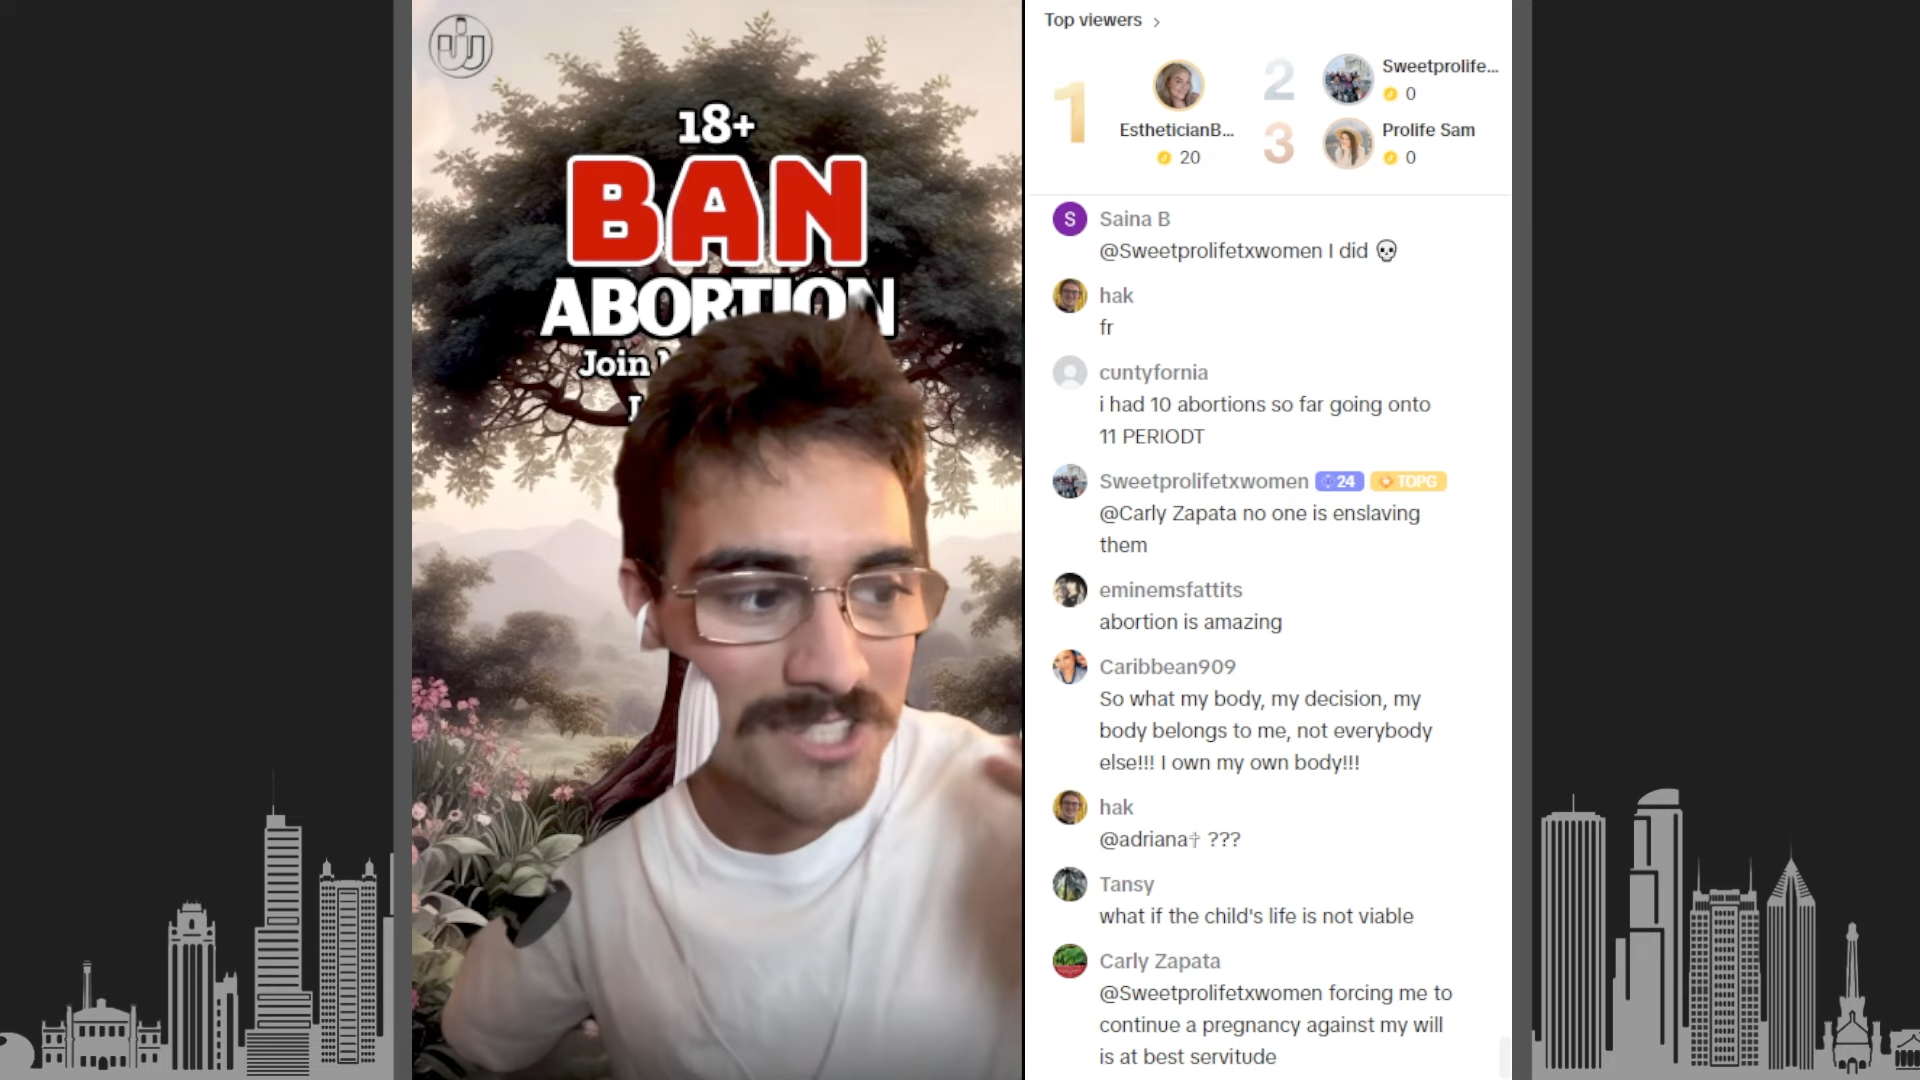 18+
BAN
ABORTION
Join
J
Top viewers >
1
EstheticianB...
20
2
Sweetprolife...
0
3
Prolife Sam
0
S
Saina B
@Sweetprolifetxwomen I did 💀
hak
fr
cuntyfornia
i had 10 abortions so far going onto
11 PERIODT
Sweetprolifetxwomen 24 TOPG
@Carly Zapata no one is enslaving
them
eminemsfattits
abortion is amazing
Caribbean909
So what my body, my decision, my
body belongs to me, not everybody
else!!! I own my own body!!!
hak
@adriana✝ ???
Tansy
what if the child's life is not viable
Carly Zapata
@Sweetprolifetxwomen forcing me to
continue a pregnancy against my will
is at best servitude